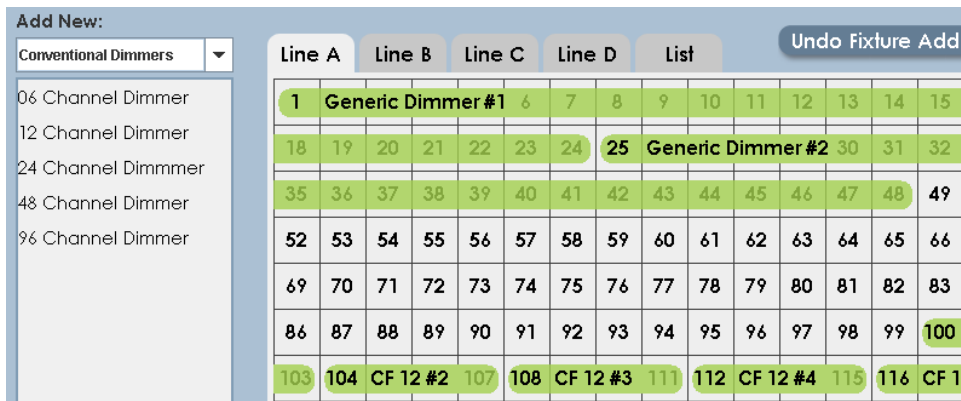 Add New:
Conventional Dimmers
Line A Line B Line C Line D List
Undo Fixture Add
06 Channel Dimmer
12 Channel Dimmer
24 Channel Dimmmer
48 Channel Dimmer
96 Channel Dimmer
1 Generic Dimmer #1 6 7 8 9 10 11 12 13 14 15
18 19 20 21 22 23 24 25 Generic Dimmer #2 30 31 32
35 36 37 38 39 40 41 42 43 44 45 46 47 48 49
52 53 54 55 56 57 58 59 60 61 62 63 64 65 66
69 70 71 72 73 74 75 76 77 78 79 80 81 82 83
86 87 88 89 90 91 92 93 94 95 96 97 98 99 100
103 104 CF 12 #2 107 108 CF 12 #3 111 112 CF 12 #4 115 116 CF 1